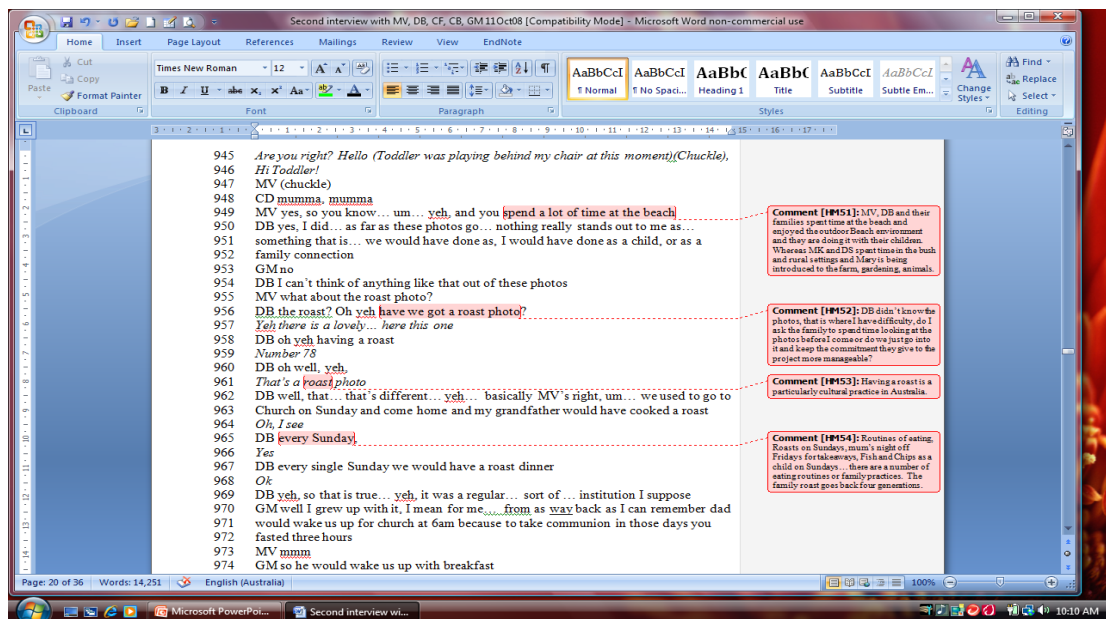 Second interview with MV, DB, CF, CB, GM 11Oct08 [Compatibility Mode] - Microsoft Word non-commercial use
Home Insert Page Layout References Mailings Review View EndNote
Paste
Cut
Copy
Format Painter
Clipboard
Times New Roman 12
Font
Paragraph
AaBbCcI AaBbCcI AaBb( AaBb( AaBbCcI AaBbCcL
¶ Normal ¶ No Spaci... Heading 1 Title Subtitle Subtle Em...
Change Styles
Styles
Find
Replace
Select
Editing
945 Are you right? Hello (Toddler was playing behind my chair at this moment)(Chuckle),
946 Hi Toddler!
947 MV (chuckle)
948 CD mumma, mumma
949 MV yes, so you know… um… yeh, and you spend a lot of time at the beach
950 DB yes, I did… as far as these photos go… nothing really stands out to me as…
951 something that is… we would have done as, I would have done as a child, or as a
952 family connection
953 GM no
954 DB I can't think of anything like that out of these photos
955 MV what about the roast photo?
956 DB the roast? Oh yeh have we got a roast photo?
957 Yeh there is a lovely… here this one
958 DB oh yeh having a roast
959 Number 78
960 DB oh well, yeh,
961 That's a roast photo
962 DB well, that… that's different… yeh… basically MV's right, um… we used to go to
963 Church on Sunday and come home and my grandfather would have cooked a roast
964 Oh, I see
965 DB every Sunday.
966 Yes
967 DB every single Sunday we would have a roast dinner
968 Ok
969 DB yeh, so that is true… yeh, it was a regular… sort of … institution I suppose
970 GM well I grew up with it, I mean for me… from as way back as I can remember dad
971 would wake us up for church at 6am because to take communion in those days you
972 fasted three hours
973 MV mmm
974 GM so he would wake us up with breakfast
Comment [HM51]: MV, DB and their
families spent time at the beach and
enjoyed the outdoor Beach environment
and they are doing it with their children.
Whereas MK and DS spent time in the bush
and rural settings and Mary is being
introduced to the farm, gardening, animals.
Comment [HM52]: DB didn't know the
photos, that is where I have difficulty, do I
ask the family to spend time looking at the
photos before I come or do we just go into
it and keep the commitment they give to the
project more manageable?
Comment [HM53]: Having a roast is a
particularly cultural practice in Australia.
Comment [HM54]: Routines of eating,
Roasts on Sundays, mum's night off
Fridays for takeaways, Fish and Chips as a
child on Sundays… there are a number of
eating routines or family practices. The
family roast goes back four generations.
Page: 20 of 36 Words: 14,251 English (Australia) 100%
Microsoft PowerPoi... Second interview wi... 10:10 AM